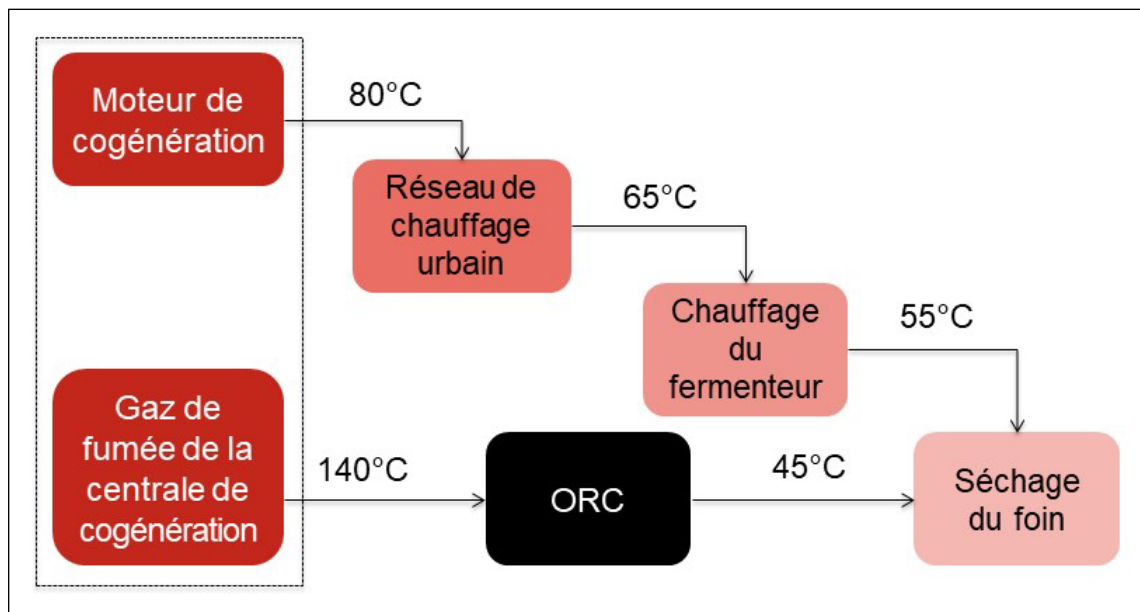 Moteur de
cogénération
80°C
Réseau de
chauffage
urbain
65°C
Chauffage
du
fermenteur
55°C
Gaz de
fumée de la
centrale de
cogénération
140°C
ORC
45°C
Séchage
du foin